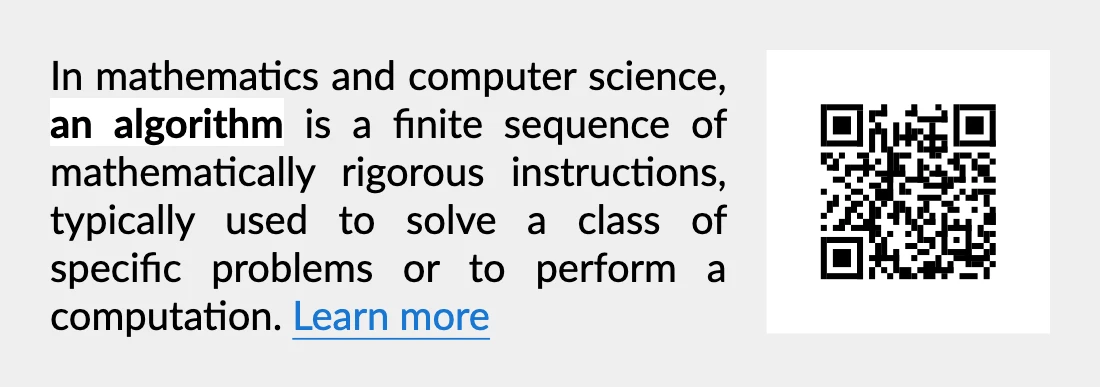 In mathematics and computer science,
an algorithm is a finite sequence of
mathematically rigorous instructions,
typically used to solve a class of
specific problems or to perform a
computation. Learn more